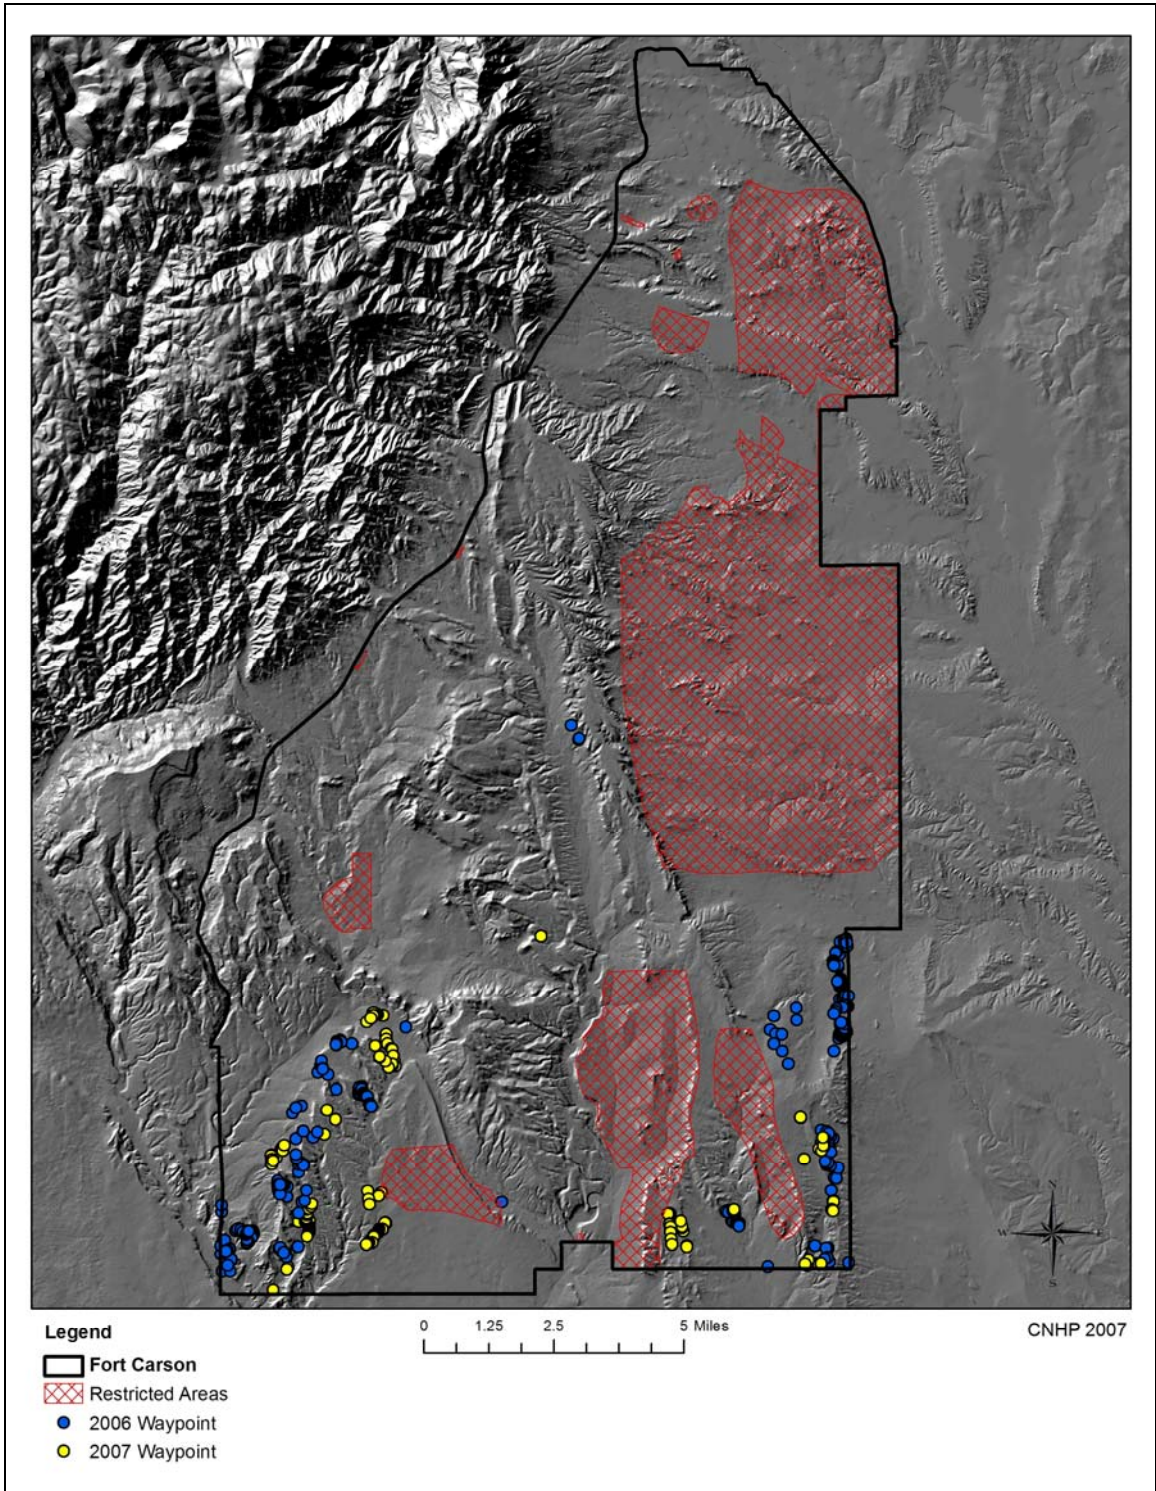 N
W
E
S
Legend
0 1.25 2.5 5 Miles
CNHP 2007
Fort Carson
Restricted Areas
2006 Waypoint
2007 Waypoint